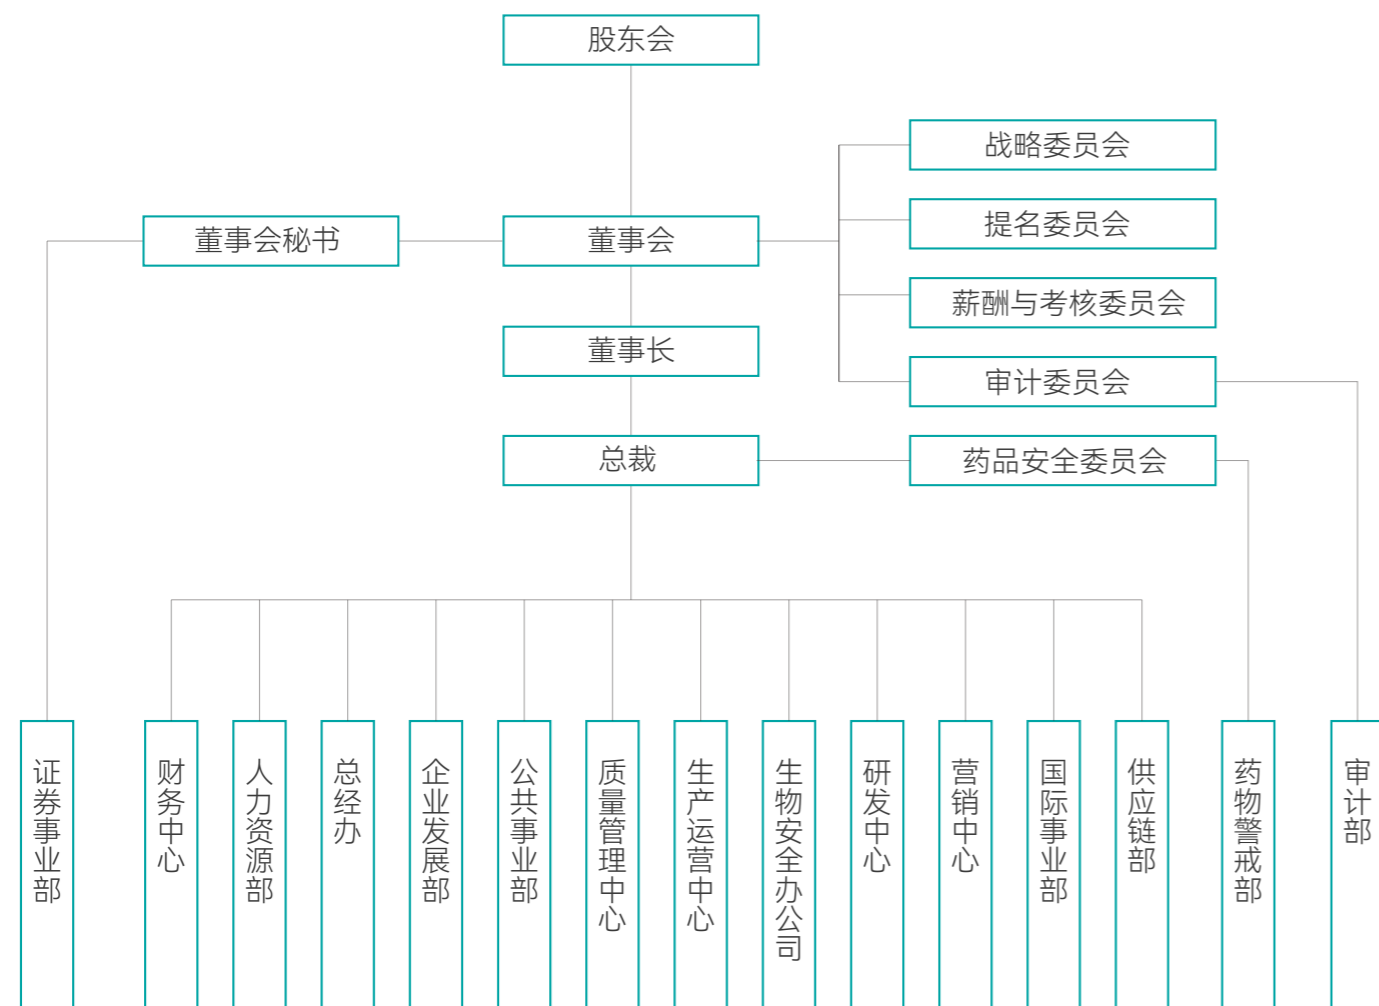 股东会
战略委员会
提名委员会
董事会秘书
董事会
薪酬与考核委员会
董事长
审计委员会
总裁
药品安全委员会
证券事业部
财务中心
人力资源部
总经办
企业发展部
公共事业部
质量管理中心
生产运营中心
生物安全办公司
研发中心
营销中心
国际事业部
供应链部
药物警戒部
审计部